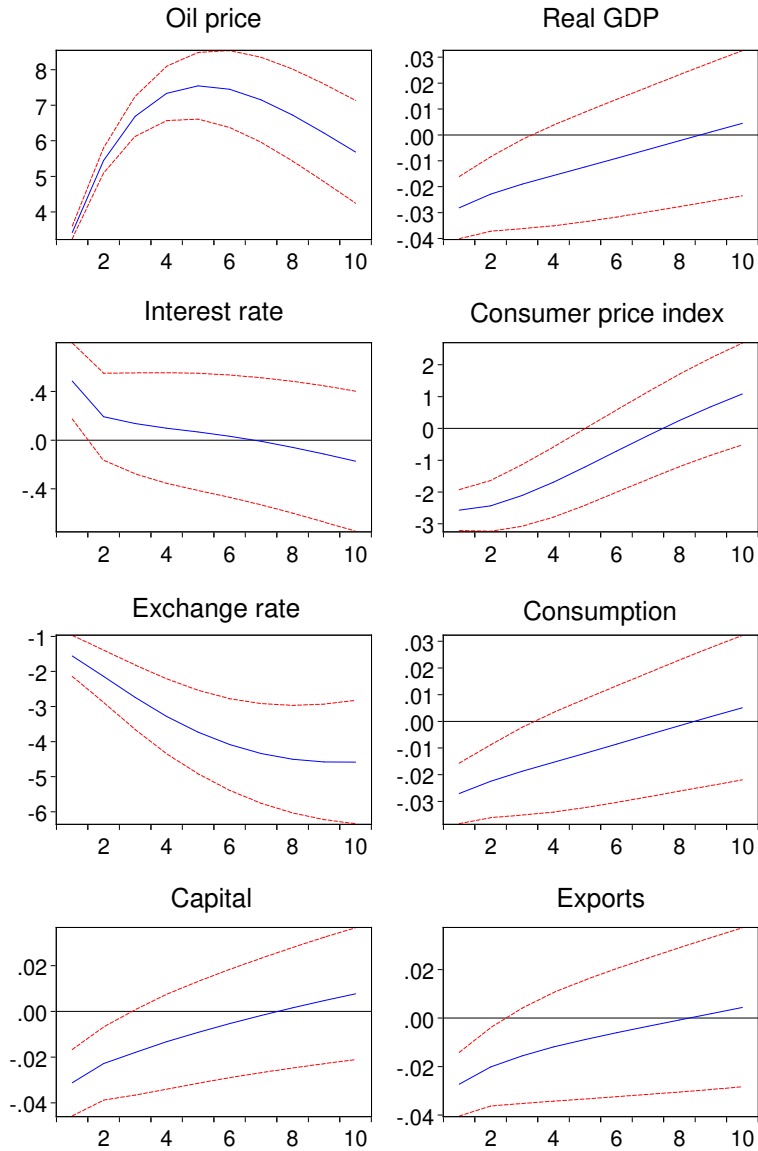 Oil price
8
7
6
5
4
2 4 6 8 10
Real GDP
.03
.02
.01
.00
-.01
-.02
-.03
-.04
2 4 6 8 10
Interest rate
.4
.0
-.4
2 4 6 8 10
Consumer price index
2
1
0
-1
-2
-3
2 4 6 8 10
Exchange rate
-1
-2
-3
-4
-5
-6
2 4 6 8 10
Consumption
.03
.02
.01
.00
-.01
-.02
-.03
2 4 6 8 10
Capital
.02
.00
-.02
-.04
2 4 6 8 10
Exports
.02
.00
-.02
-.04
2 4 6 8 10